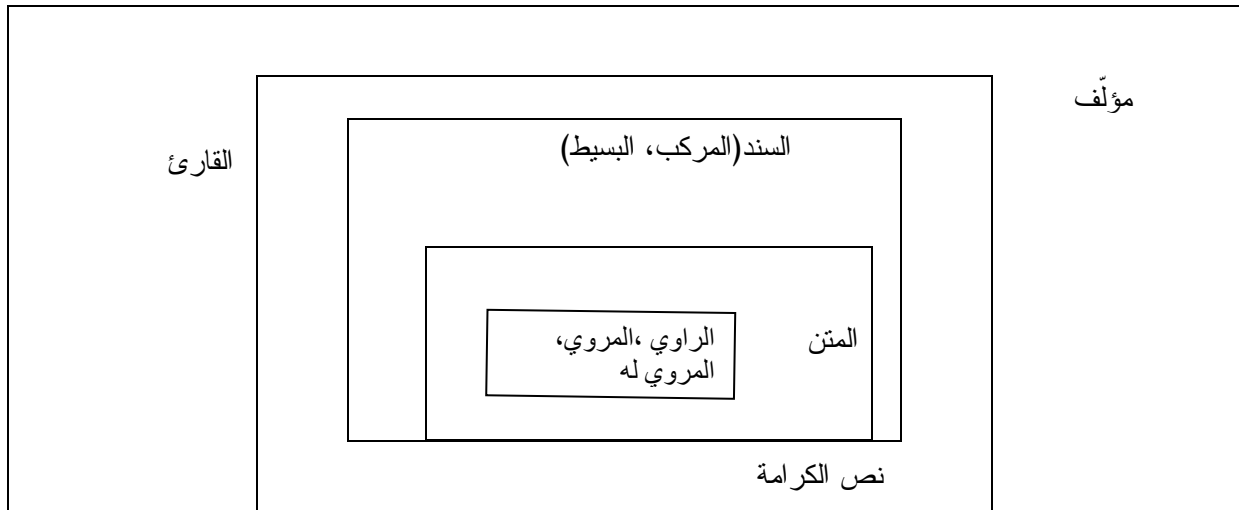 مؤلّف
السند(المركب، البسيط)
القارئ
المتن
الراوي ،المروي،
المروي له
نص الكرامة